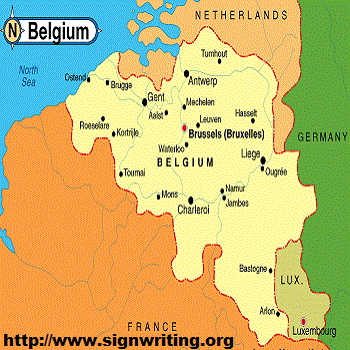 N Belgium
NETHERLANDS
North
Sea
Turnhout
Ostend
Brugge
Antwerp
Gent
Mechelen
Aalst
Hasselt
Leuven
Roeselare
Kortrijk
Brussels (Bruxelles)
Waterloo
GERMANY
BELGIUM
Liege
Ougrée
Tournai
Mons
Namur
Jambes
Charleroi
Bastogne
LUX.
Arlon
FRANCE
Luxembourg
http://www.signwriting.org